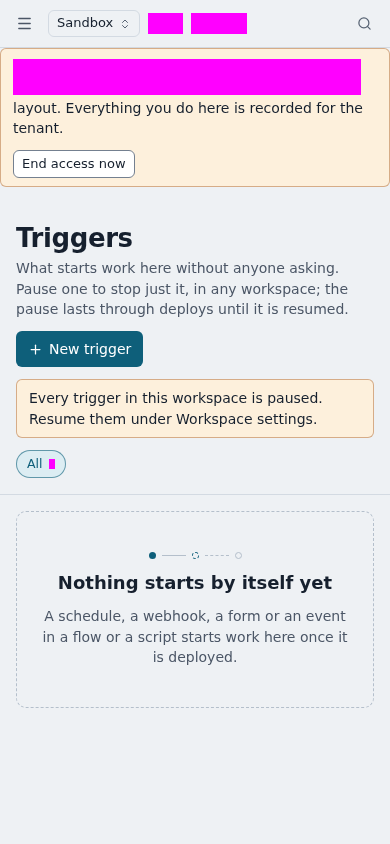 Sandbox
layout. Everything you do here is recorded for the
tenant.
End access now
Triggers
What starts work here without anyone asking.
Pause one to stop just it, in any workspace; the
pause lasts through deploys until it is resumed.
+ New trigger
Every trigger in this workspace is paused.
Resume them under Workspace settings.
All
Nothing starts by itself yet
A schedule, a webhook, a form or an event
in a flow or a script starts work here once it
is deployed.